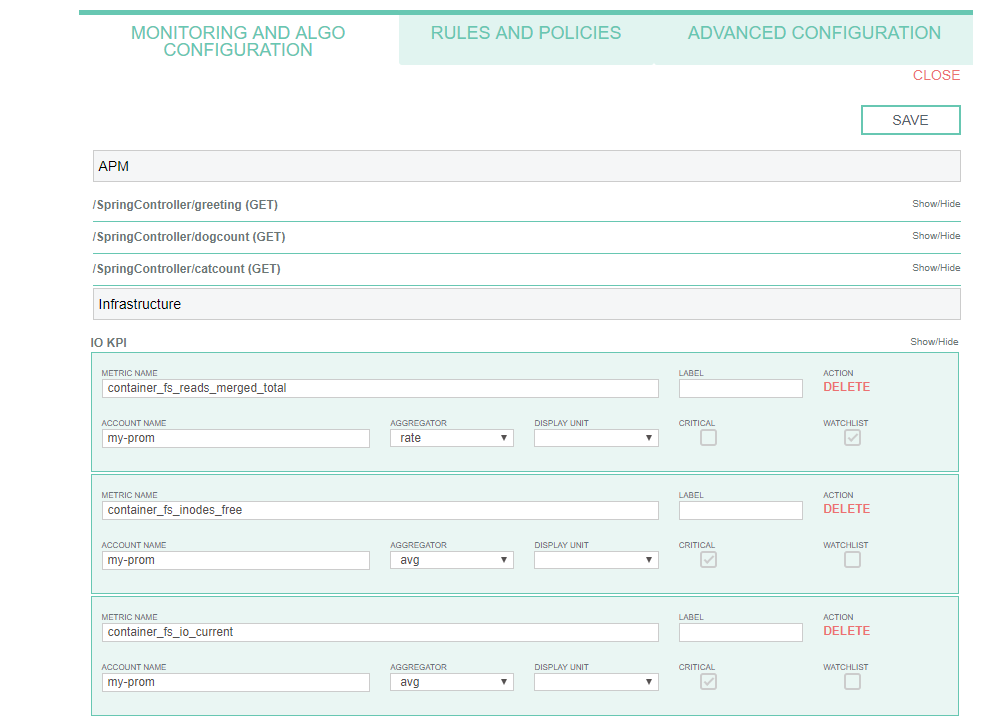 MONITORING AND ALGO
CONFIGURATION
RULES AND POLICIES
ADVANCED CONFIGURATION
CLOSE
SAVE
APM
/SpringController/greeting (GET)
Show/Hide
/SpringController/dogcount (GET)
Show/Hide
/SpringController/catcount (GET)
Show/Hide
Infrastructure
IO KPI
Show/Hide
METRIC NAME
LABEL
ACTION
container_fs_reads_merged_total
DELETE
ACCOUNT NAME
AGGREGATOR
DISPLAY UNIT
CRITICAL
WATCHLIST
my-prom
rate
METRIC NAME
LABEL
ACTION
container_fs_inodes_free
DELETE
ACCOUNT NAME
AGGREGATOR
DISPLAY UNIT
CRITICAL
WATCHLIST
my-prom
avg
METRIC NAME
LABEL
ACTION
container_fs_io_current
DELETE
ACCOUNT NAME
AGGREGATOR
DISPLAY UNIT
CRITICAL
WATCHLIST
my-prom
avg